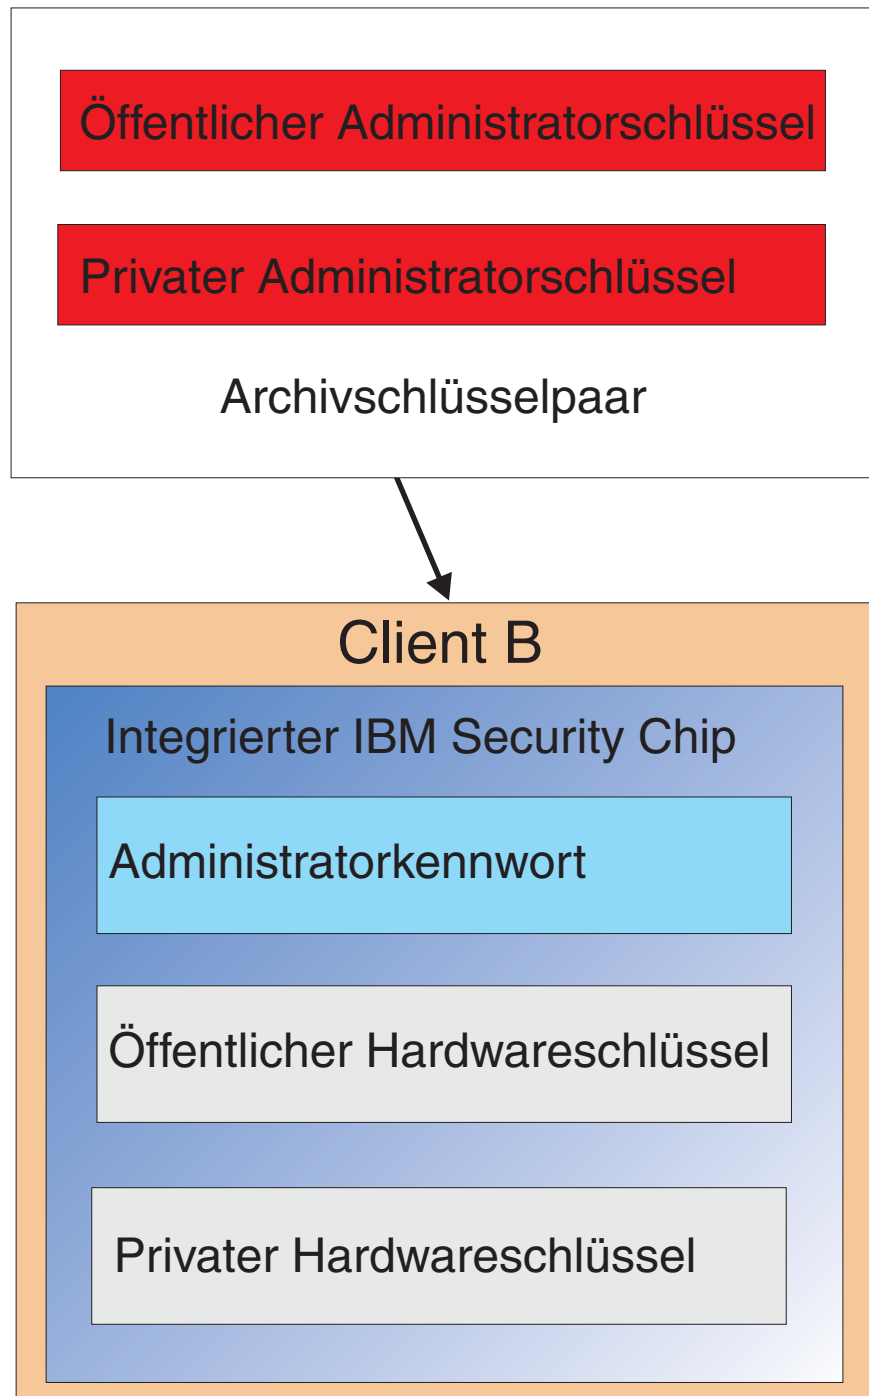 Öffentlicher Administratorschlüssel
Privater Administratorschlüssel
Archivschlüsselpaar
Client B
Integrierter IBM Security Chip
Administratorkennwort
Öffentlicher Hardwareschlüssel
Privater Hardwareschlüssel